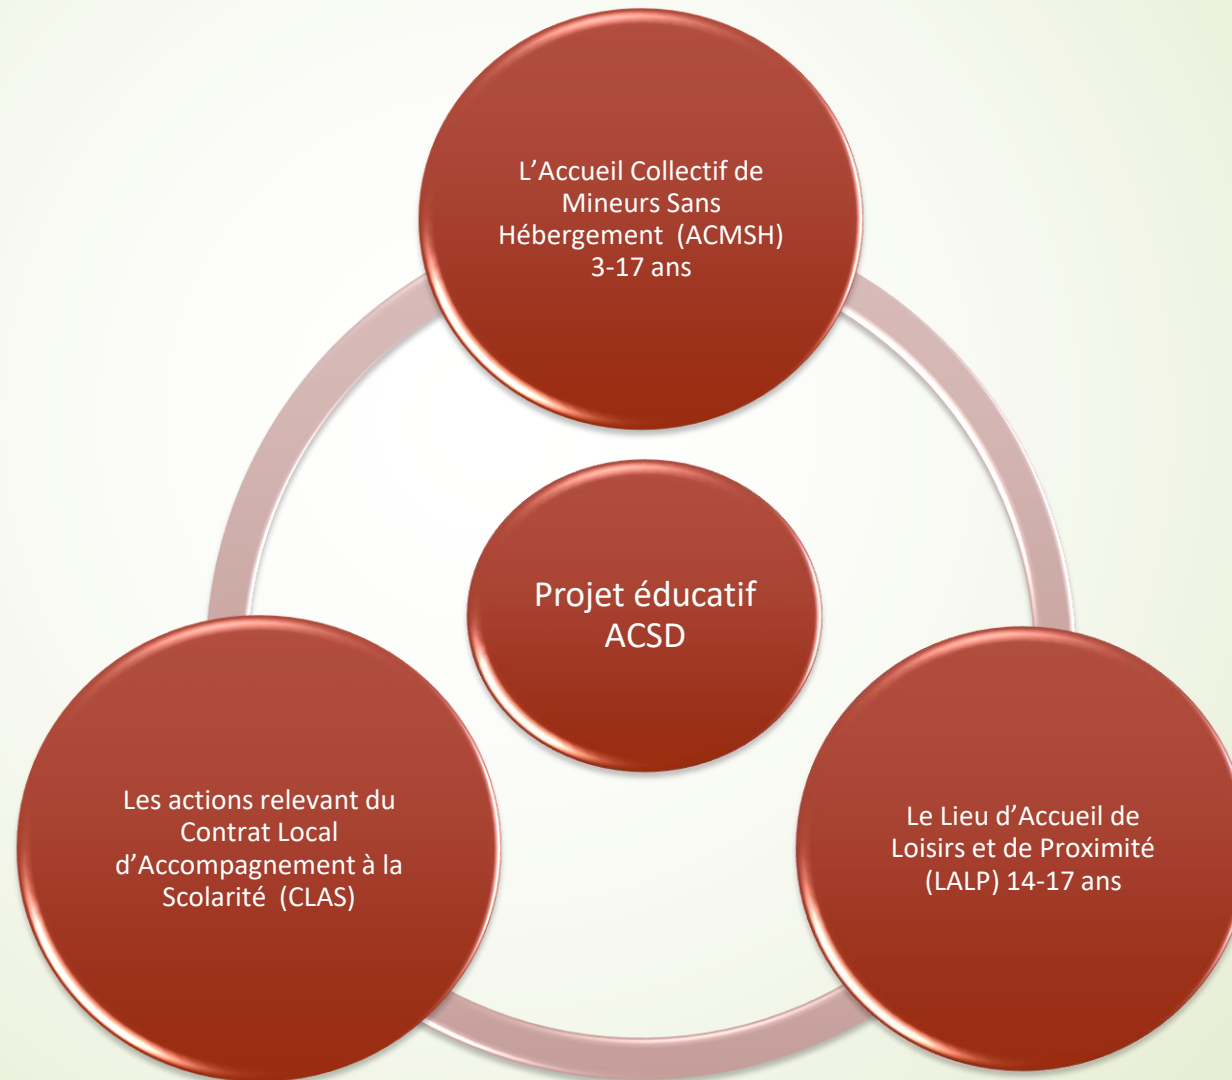 L’Accueil Collectif de
Mineurs Sans
Hébergement (ACMSH)
3-17 ans
Projet éducatif
ACSD
Les actions relevant du
Contrat Local
d’Accompagnement à la
Scolarité (CLAS)
Le Lieu d’Accueil de
Loisirs et de Proximité
(LALP) 14-17 ans